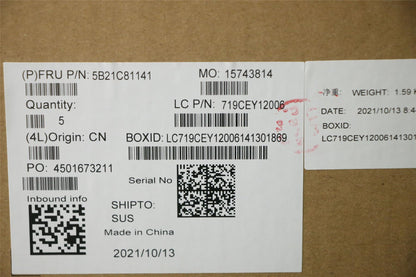 (P)FRU P/N: 5B21C81141
MO: 15743814
Quantity:
5
LC P/N: 719CEY12006
(4L)Origin: CN
BOXID: LC719CEY12006141301869
PO: 4501673211
Serial No
Inbound info
SHIPTO:
SUS
Made in China
2021/10/13
净重: WEIGHT: 1.59 K
DATE: 2021/10/13 8:4
BOXID:
LC719CEY12006141301